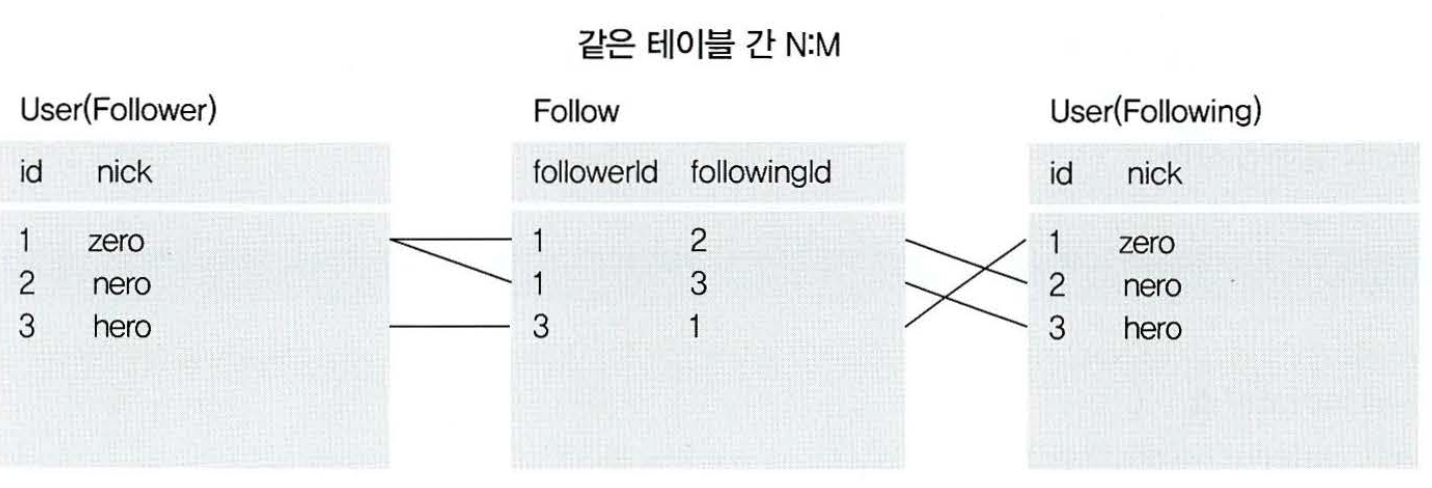 같은 테이블 간 N:M
User(Follower) Follow User(Following)
id nick followerId followingId id nick
1 zero 1 2 1 zero
2 nero 1 3 2 nero
3 hero 3 1 3 hero